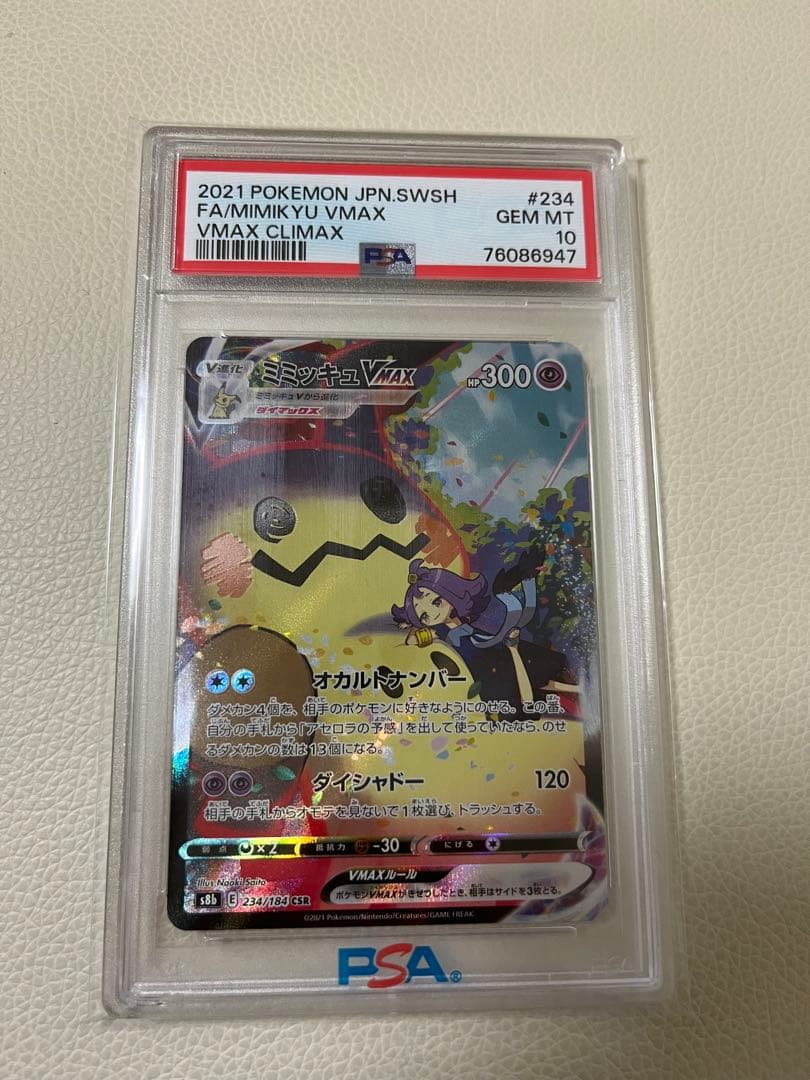 2021 POKEMON JPN.SWSH #234
FA/MIMIKYU VMAX GEM MT
VMAX CLIMAX 10
PSA 76086947
V進化 ミミッキュVMAX HP300
ミミッキュVから進化
ダイマックス
オカルトナンバー
ダメカン4個を、相手のポケモンに好きなようにのせる。この番、
自分の手札から「アセロラの予感」を出して使っていたなら、のせ
るダメカンの数は13個になる。
ダイシャドー 120
相手の手札からオモテを見ないで1枚選び、トラッシュする。
弱点 ×2 抵抗力 -30 にげる
Illus. Naoki Saito
VMAXルール
ポケモンVMAXがきぜつしたとき、相手はサイドを3枚とる。
s8b E 234/184 CSR
©2021 Pokémon/Nintendo/Creatures/GAME FREAK
PSA®